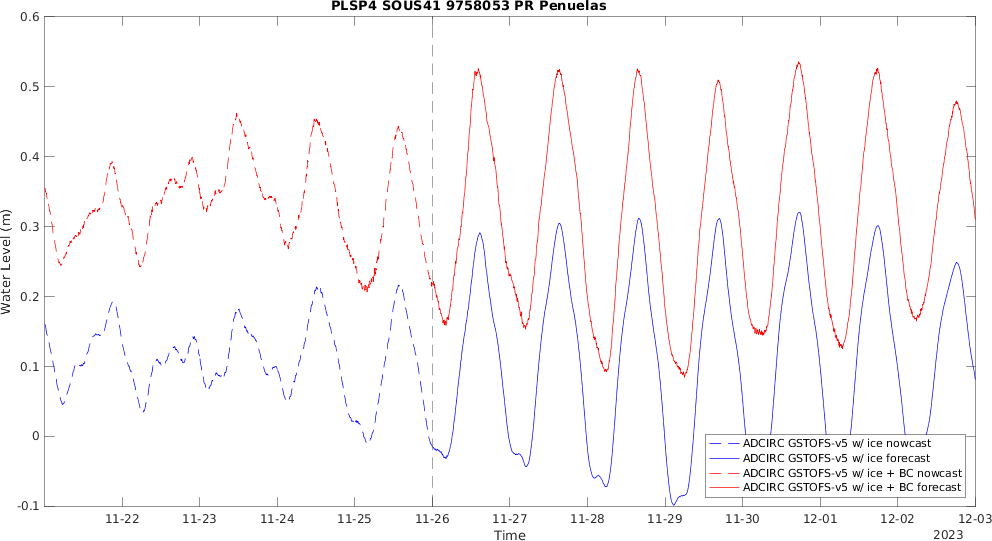 PLSP4 SOUS41 9758053 PR Penuelas
Water Level (m)
0.6
0.5
0.4
0.3
0.2
0.1
0
-0.1
ADCIRC GSTOFS-v5 w/ ice nowcast
ADCIRC GSTOFS-v5 w/ ice forecast
ADCIRC GSTOFS-v5 w/ ice + BC nowcast
ADCIRC GSTOFS-v5 w/ ice + BC forecast
11-22 11-23 11-24 11-25 11-26 11-27 11-28 11-29 11-30 12-01 12-02 12-03
Time
2023